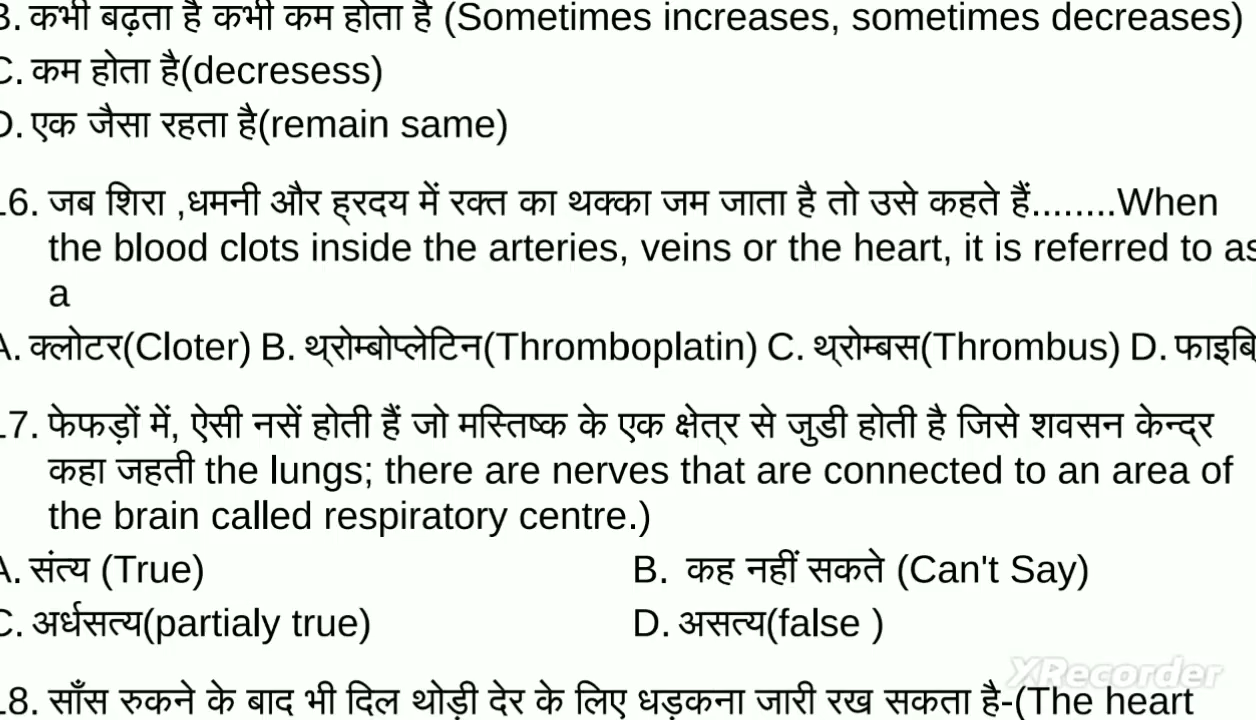 B. कभी बढ़ता है कभी कम होता है (Sometimes increases, sometimes decreases)
C. कम होता है(decresess)
D. एक जैसा रहता है(remain same)
16. जब शिरा ,धमनी और ह्रदय में रक्त का थक्का जम जाता है तो उसे कहते हैं........When
the blood clots inside the arteries, veins or the heart, it is referred to as
a
A. क्लोटर(Cloter) B. थ्रोम्बोप्लेटिन(Thromboplatin) C. थ्रोम्बस(Thrombus) D.
17. फेफड़ों में, ऐसी नसें होती हैं जो मस्तिष्क के एक क्षेत्र से जुडी होती है जिसे शवसन केन्द्र
कहा जहती the lungs; there are nerves that are connected to an area of
the brain called respiratory centre.)
A. संत्य (True)
B. कह नहीं सकते (Can't Say)
C. अर्धसत्य(partialy true)
D. असत्य(false )
XRecorder
18. साँस रुकने के बाद भी दिल थोड़ी देर के लिए धड़कना जारी रख सकता है-(The heart